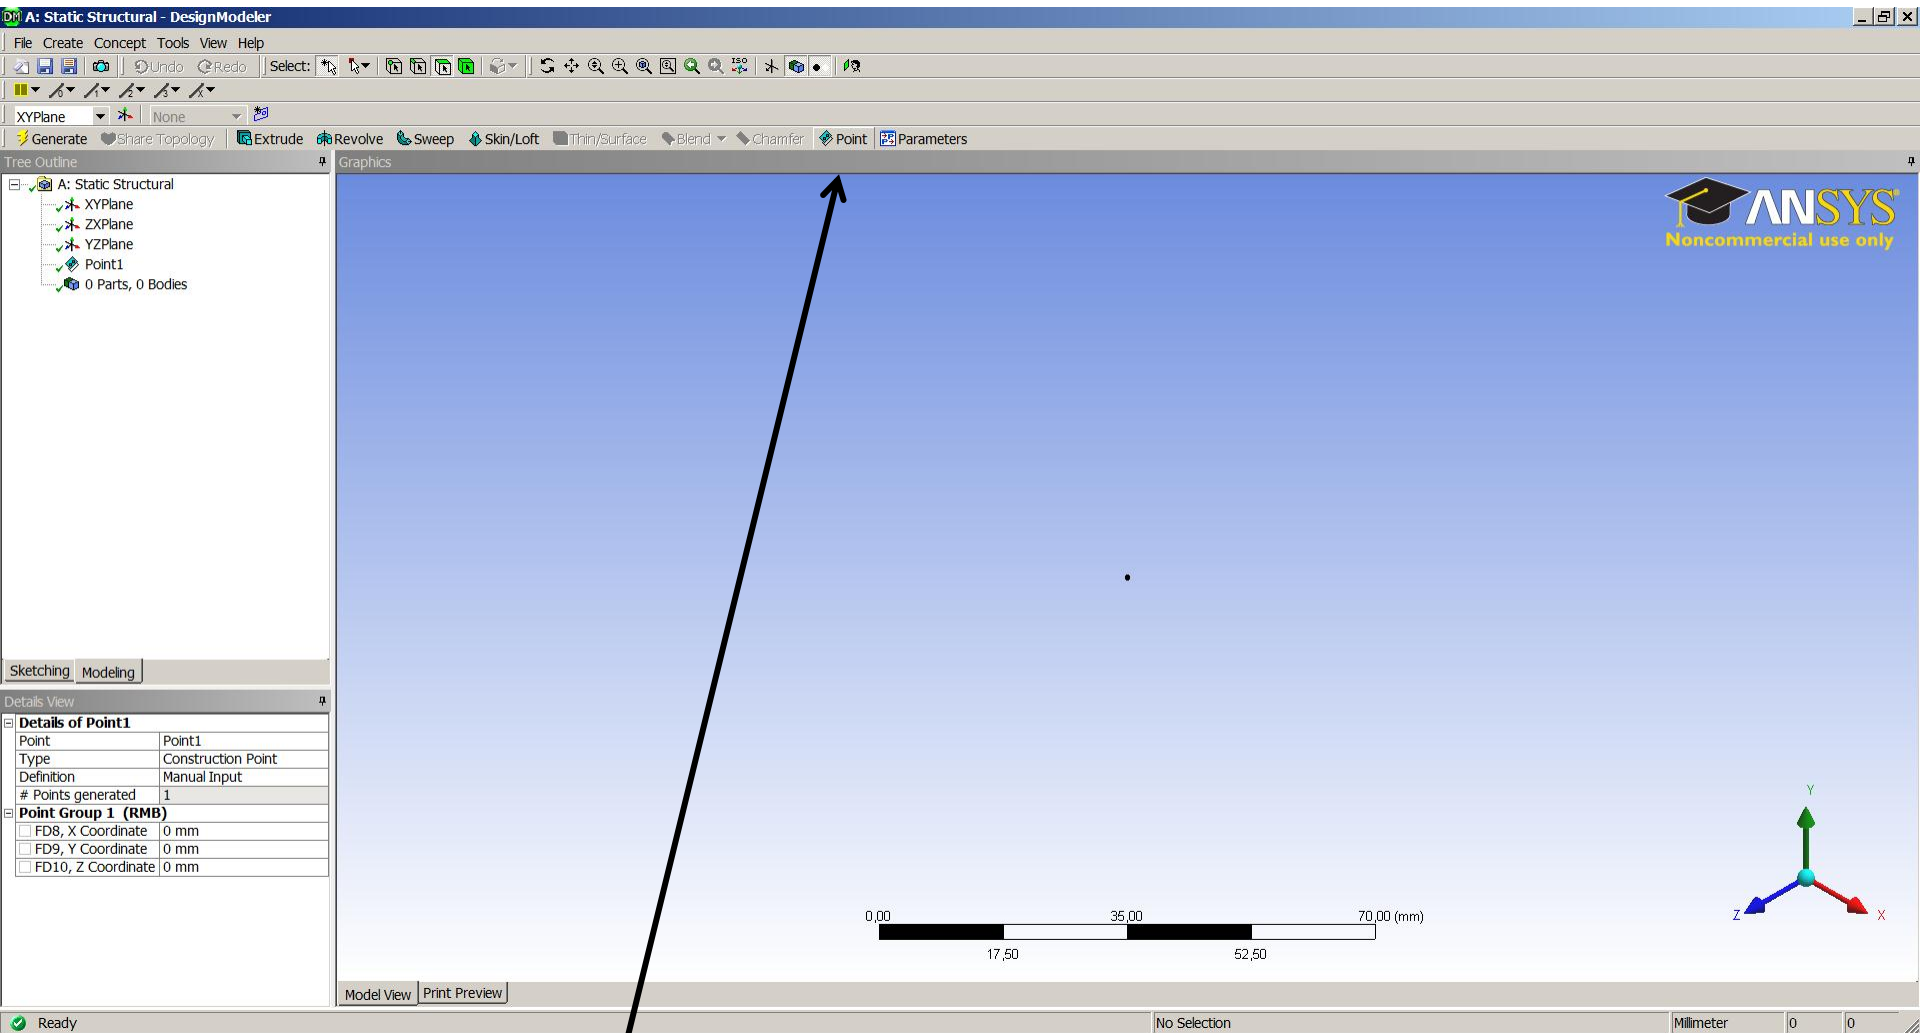 A: Static Structural - DesignModeler
File Create Concept Tools View Help
Undo Redo Select: ISO
XYPlane None
Generate Share Topology Extrude Revolve Sweep Skin/Loft Thin/Surface Blend Chamfer Point Parameters
Tree Outline
Graphics
A: Static Structural
XYPlane
ZXPlane
YZPlane
Point1
0 Parts, 0 Bodies
ANSYS
Noncommercial use only
Sketching Modeling
Details View
Details of Point1
Point Point1
Type Construction Point
Definition Manual Input
# Points generated 1
Point Group 1 (RMB)
FD8, X Coordinate 0 mm
FD9, Y Coordinate 0 mm
FD10, Z Coordinate 0 mm
Y
Z X
0,00 35,00 70,00 (mm)
17,50 52,50
Model View Print Preview
Ready No Selection Millimeter 0 0